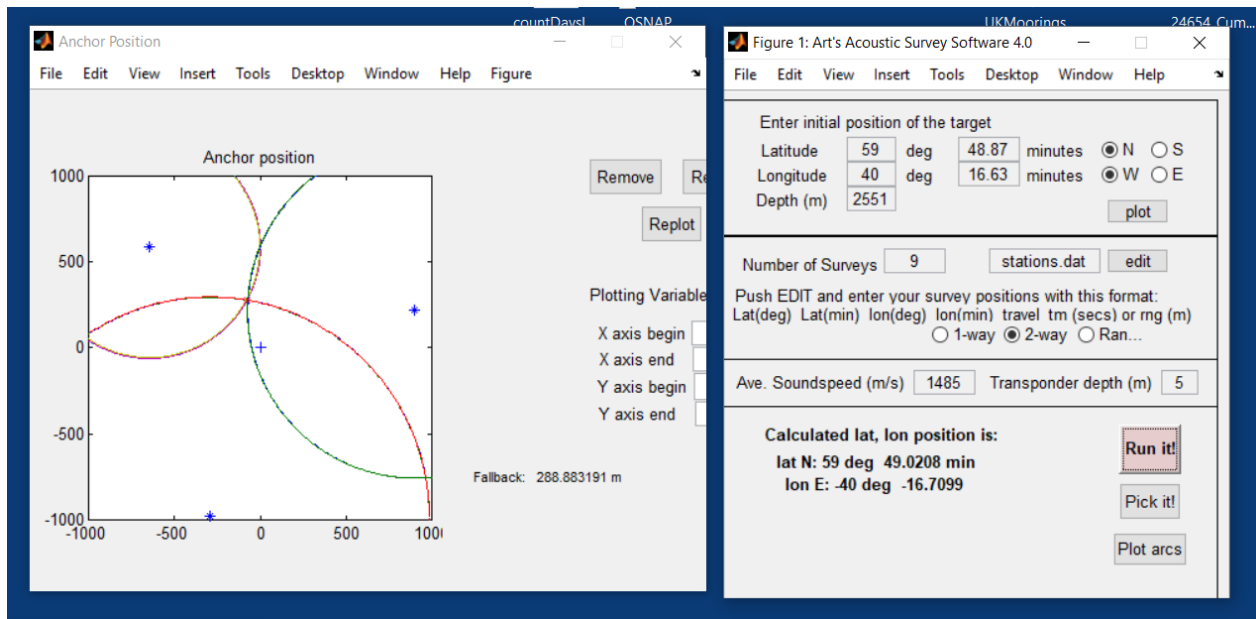 countDaysI OSNAP UKMoorings 24654_Cum...
Anchor Position
File Edit View Insert Tools Desktop Window Help Figure
Anchor position
1000
500
0
-500
-1000
-1000 -500 0 500 100
Remove Re
Replot
Plotting Variable
X axis begin
X axis end
Y axis begin
Y axis end
Fallback: 288.883191 m
Figure 1: Art's Acoustic Survey Software 4.0
File Edit View Insert Tools Desktop Window Help
Enter initial position of the target
Latitude 59 deg 48.87 minutes N S
Longitude 40 deg 16.63 minutes W E
Depth (m) 2551
plot
Number of Surveys 9 stations.dat edit
Push EDIT and enter your survey positions with this format:
Lat(deg) Lat(min) lon(deg) lon(min) travel tm (secs) or rng (m)
1-way 2-way Ran...
Ave. Soundspeed (m/s) 1485 Transponder depth (m) 5
Calculated lat, lon position is:
lat N: 59 deg 49.0208 min
lon E: -40 deg -16.7099
Run it!
Pick it!
Plot arcs